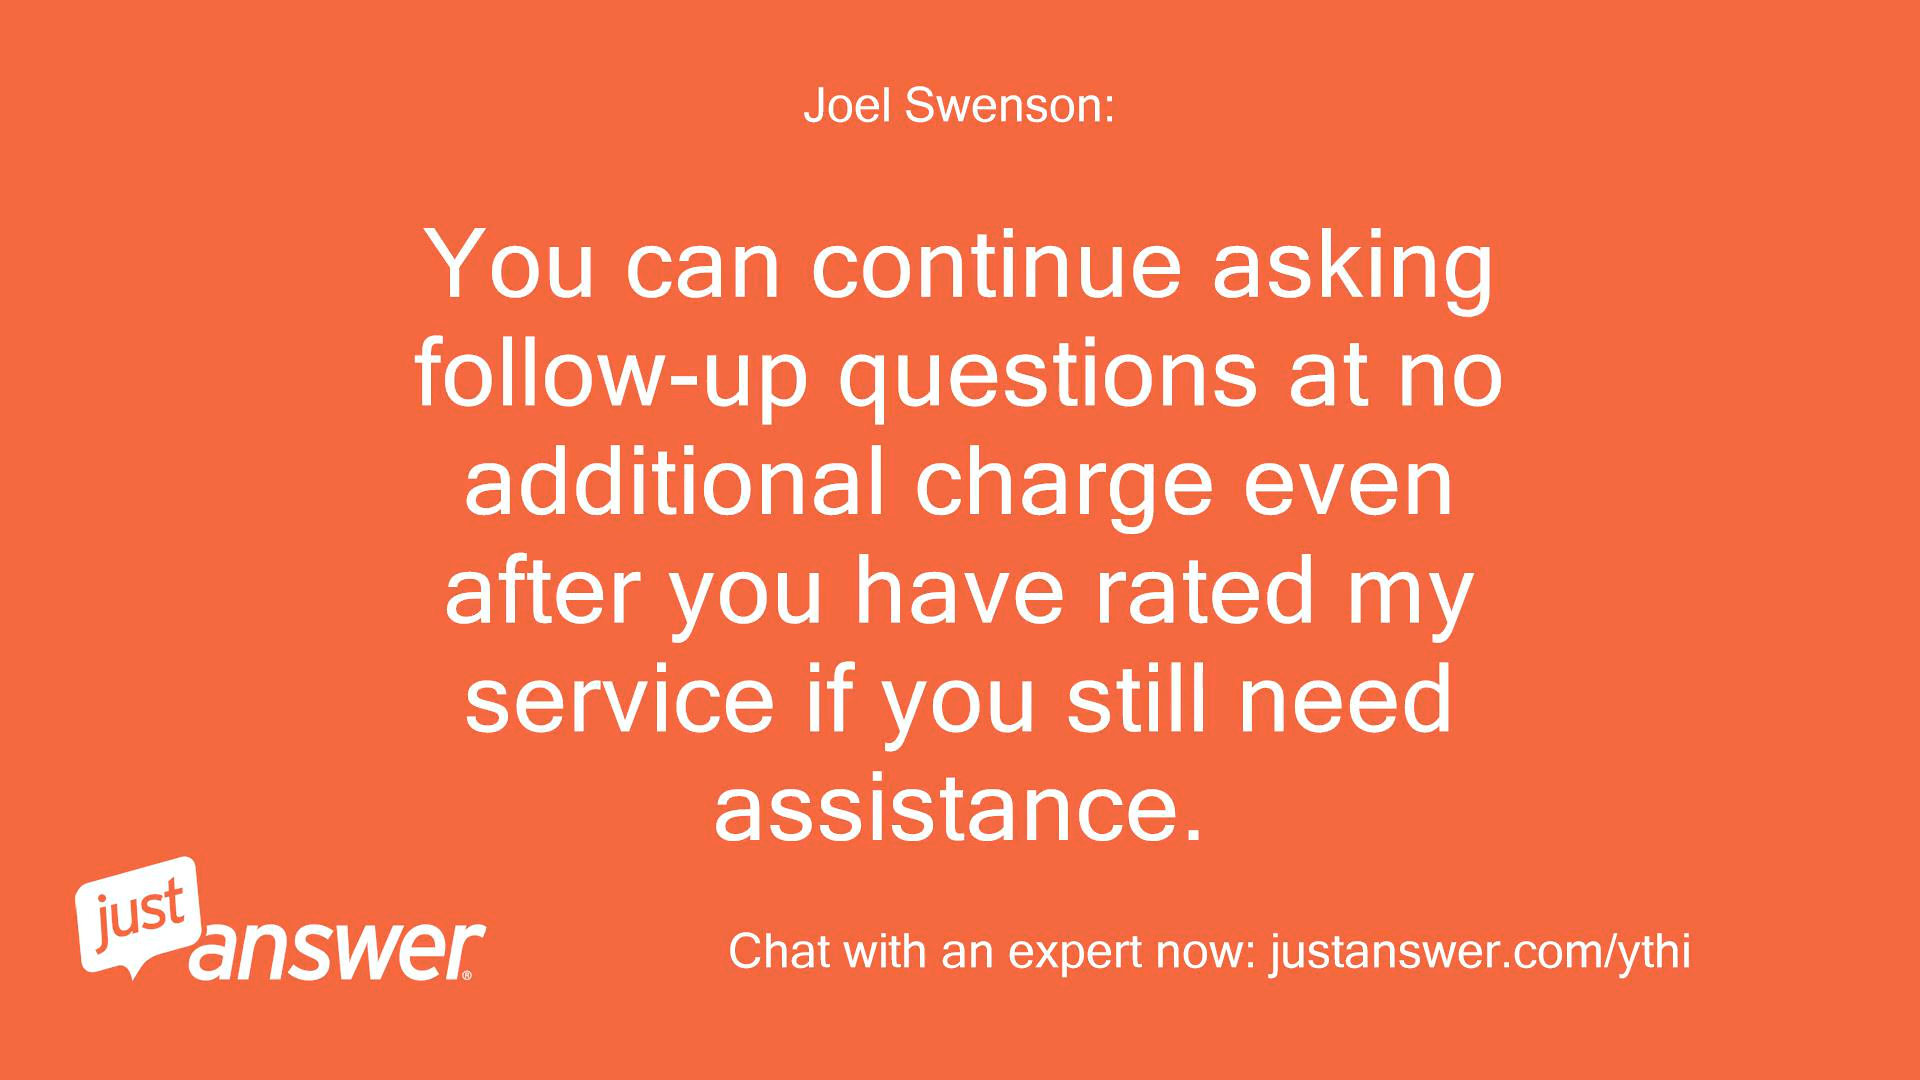 Joel Swenson:
You can continue asking
follow-up questions at no
additional charge even
after you have rated my
service if you still need
assistance.
just
answer®
Chat with an expert now: justanswer.com/ythi